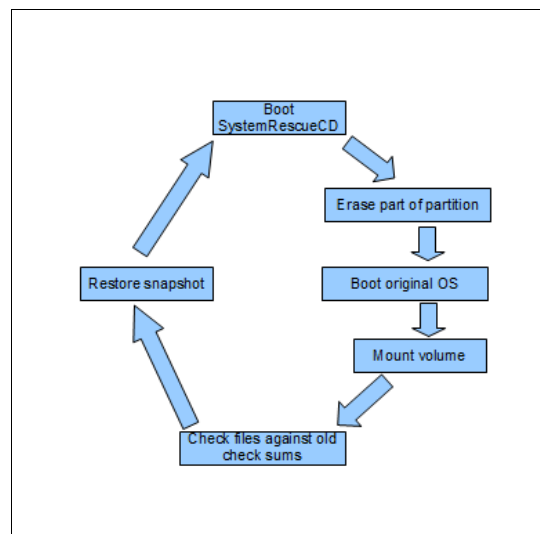 Boot
SystemRescueCD
Erase part of partition
Boot original OS
Mount volume
Check files against old
check sums
Restore snapshot